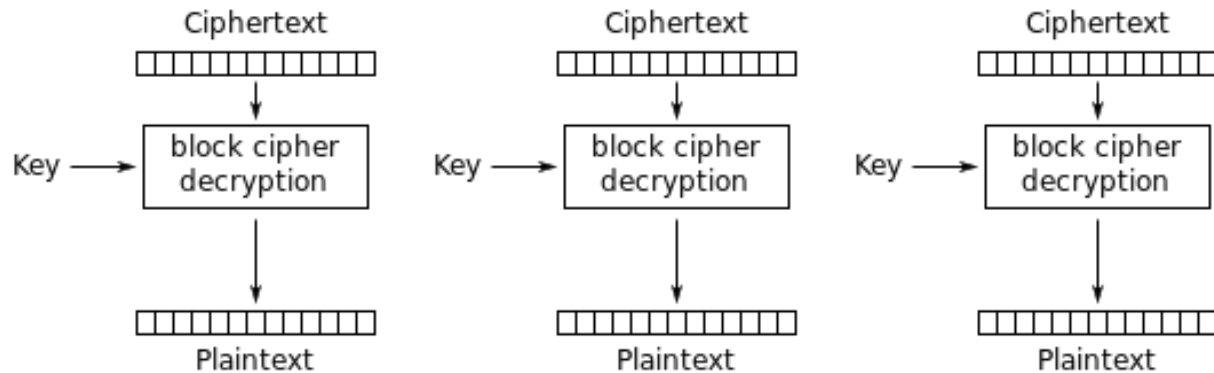 Ciphertext
Ciphertext
Ciphertext
Key
block cipher
decryption
Key
block cipher
decryption
Key
block cipher
decryption
Plaintext
Plaintext
Plaintext